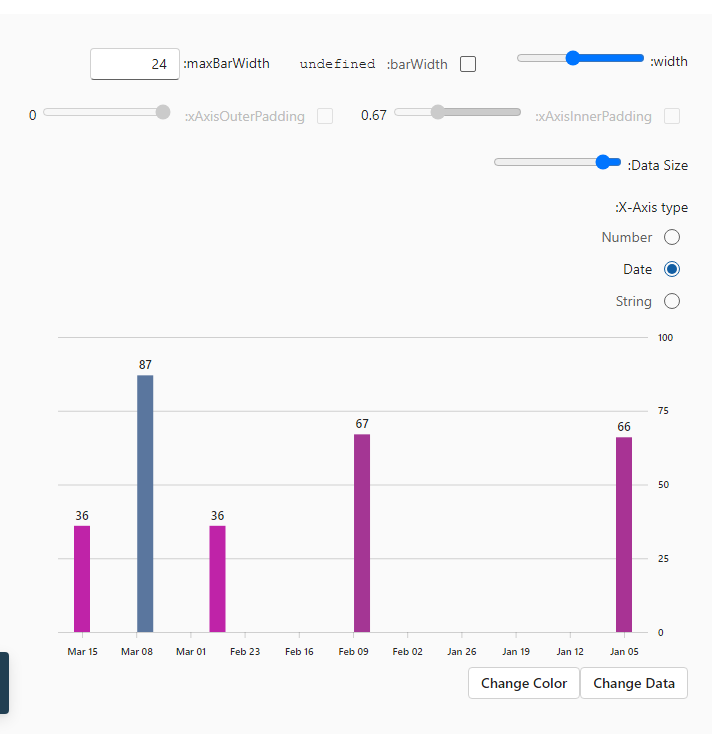 :width
undefined :barWidth
24 :maxBarWidth
:xAxisInnerPadding 0.67
:xAxisOuterPadding 0
:Data Size
:X-Axis type
Number
Date
String
100
75
50
25
0
36
87
36
67
66
Mar 15 Mar 08 Mar 01 Feb 23 Feb 16 Feb 09 Feb 02 Jan 26 Jan 19 Jan 12 Jan 05
Change Color Change Data